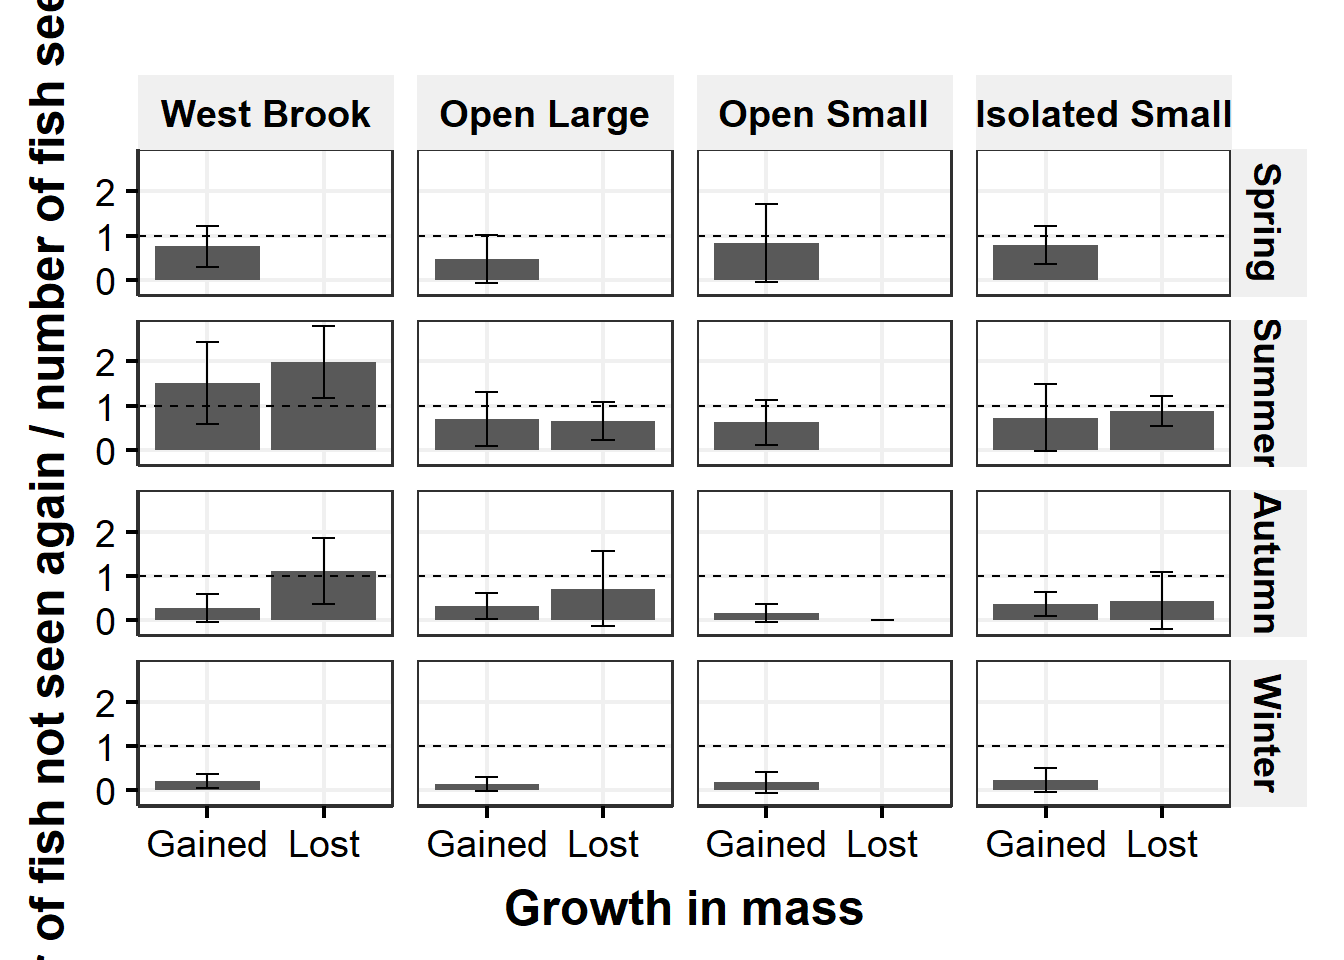 West Brook Open Large Open Small Isolated Small
2
1
0
Spring
2
1
0
Summer
2
1
0
Autumn
2
1
0
Winter
Gained Lost Gained Lost Gained Lost Gained Lost
Growth in mass
of fish not seen again / number of fish